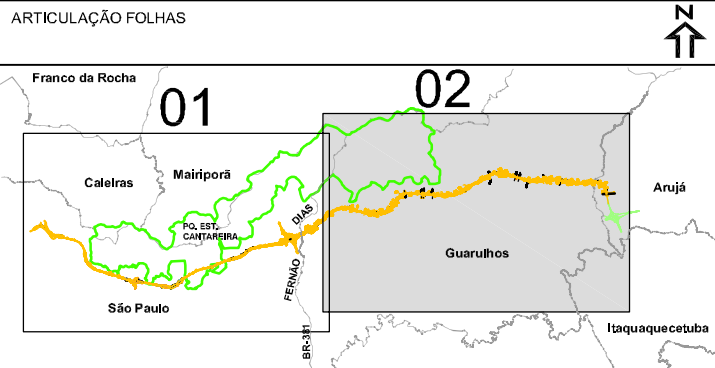 ARTICULAÇÃO FOLHAS
N
Franco da Rocha
01
02
Caieiras
Mairiporã
Arujá
PQ. EST.
CANTAREIRA
DIAS
FERNÃO
Guarulhos
São Paulo
BR-381
Itaquaquecetuba